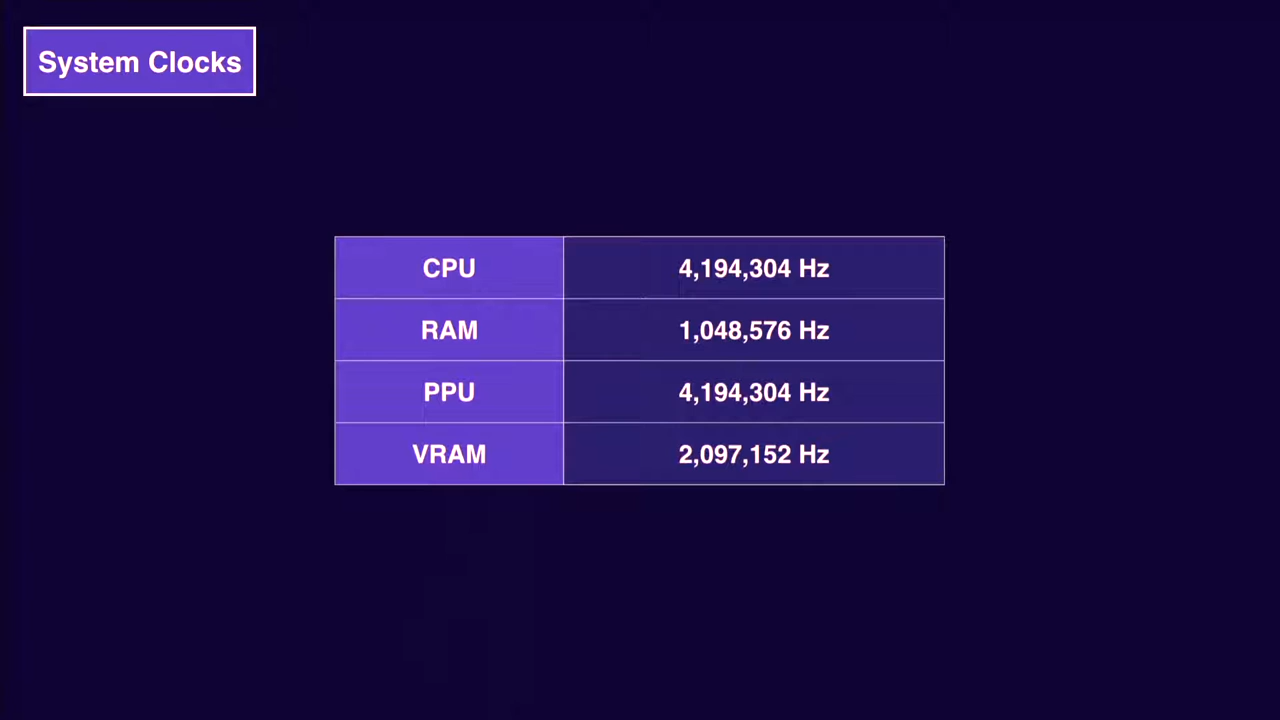 System Clocks
CPU 4,194,304 Hz
RAM 1,048,576 Hz
PPU 4,194,304 Hz
VRAM 2,097,152 Hz